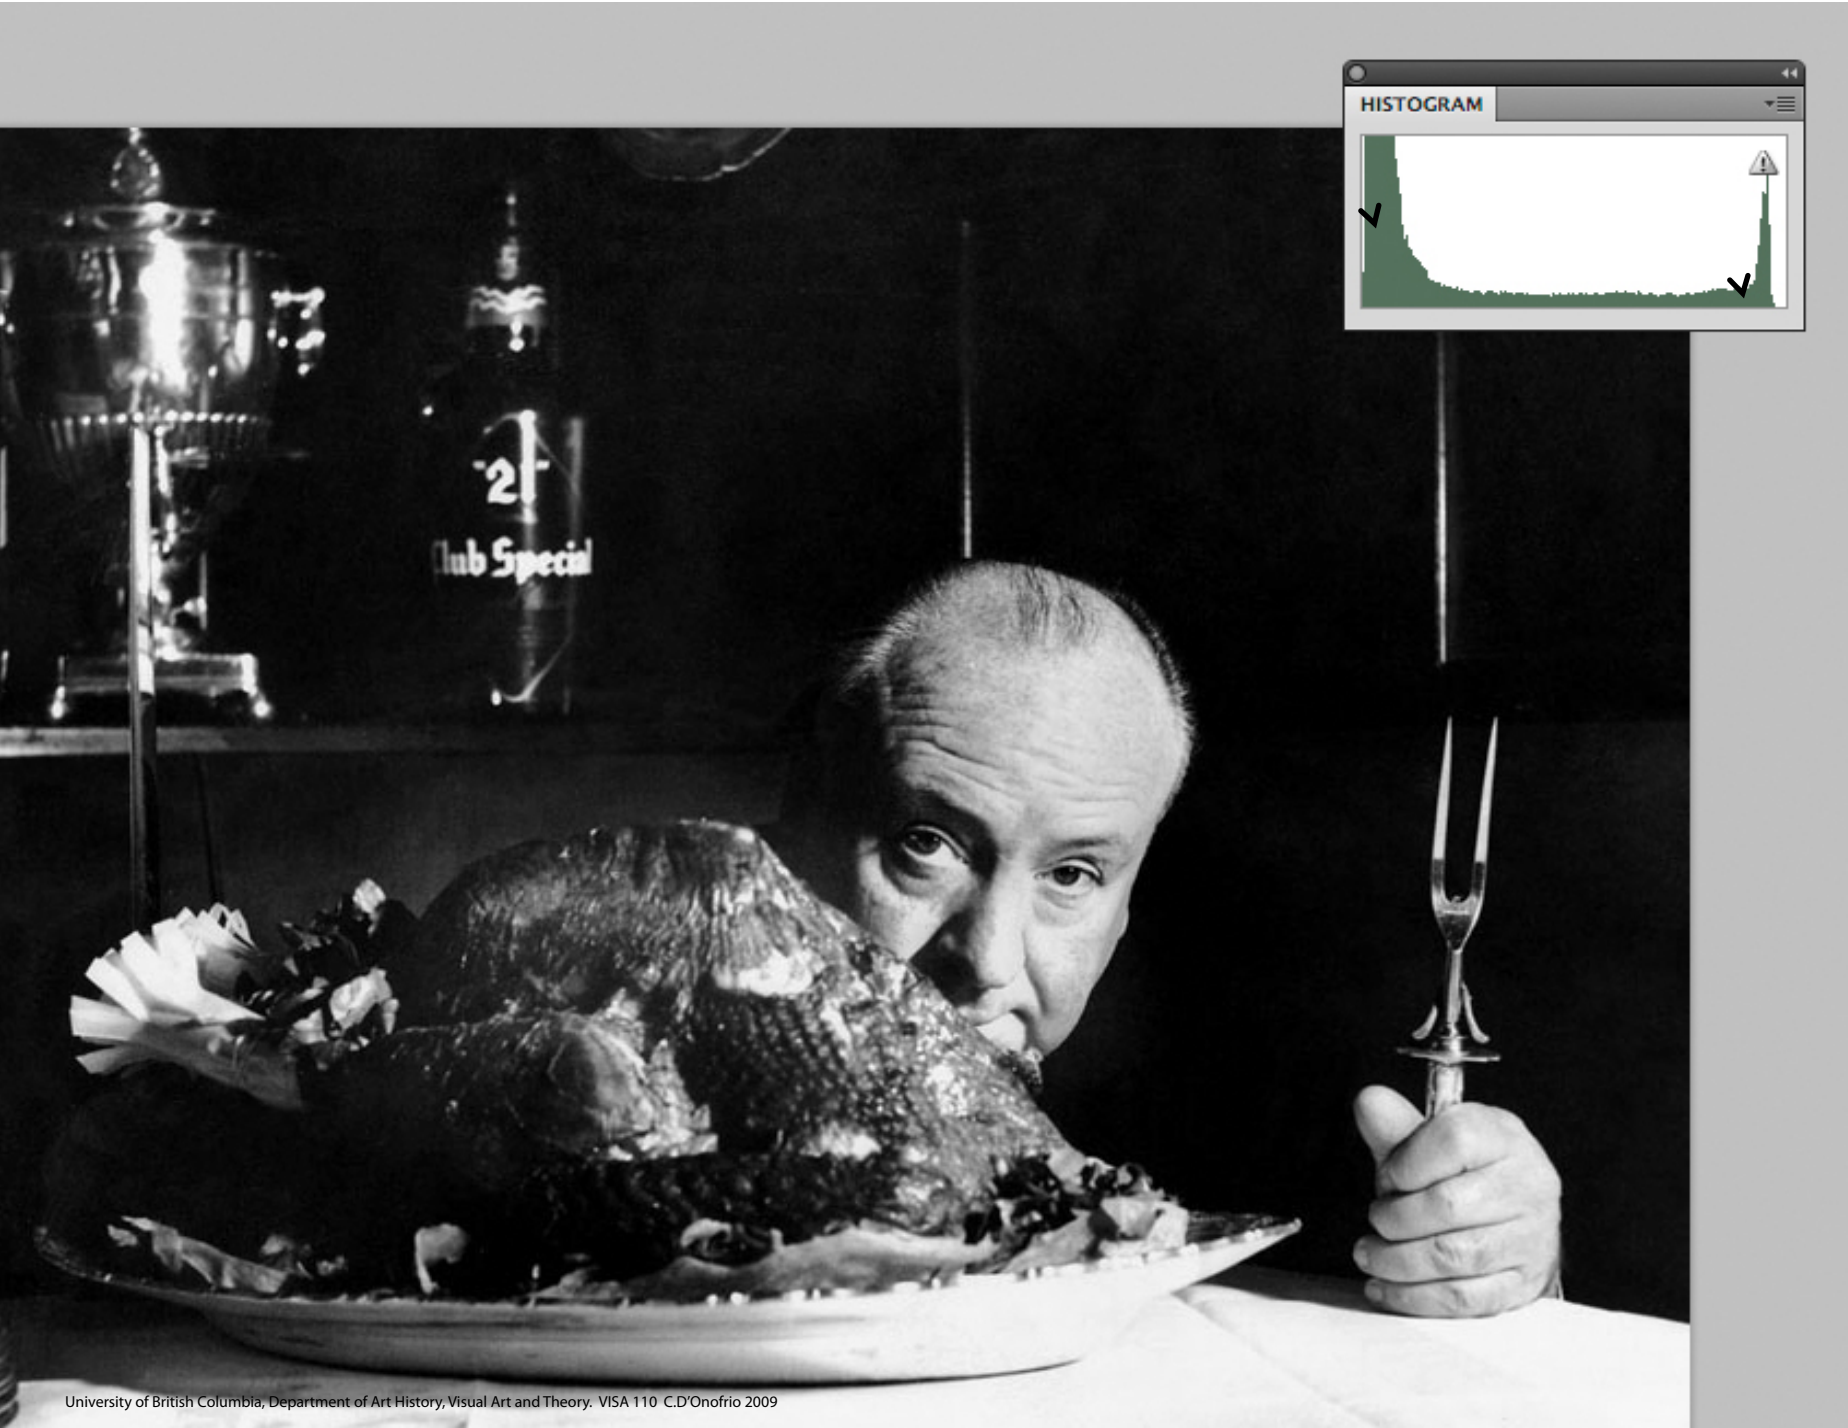 HISTOGRAM
"21"
Club Special
University of British Columbia, Department of Art History, Visual Art and Theory.  VISA 110  C.D'Onofrio 2009